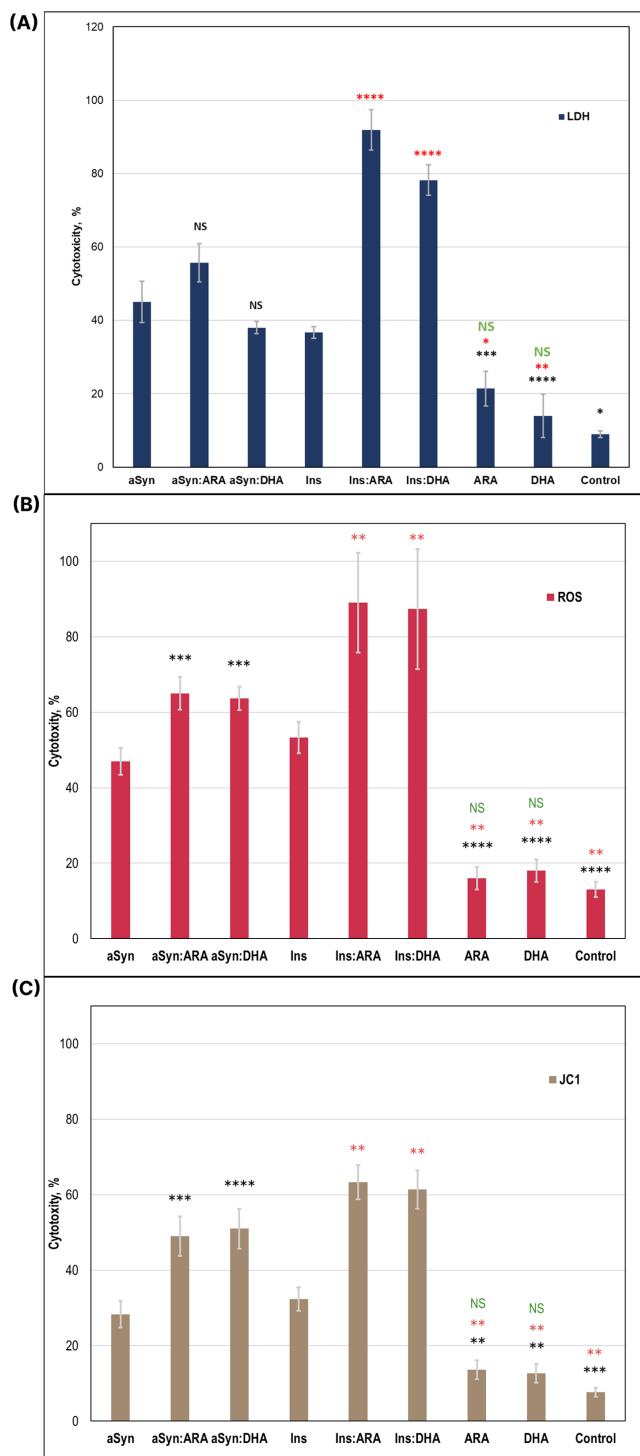 (A)
120
100
80
60
40
20
0
Cytotoxicity, %
LDH
NS
NS
****
****
NS
*
***
NS
**
****
*
aSyn aSyn:ARA aSyn:DHA Ins Ins:ARA Ins:DHA ARA DHA Control
(B)
100
80
60
40
20
0
Cytotoxity, %
ROS
***
***
**
**
NS
**
****
NS
**
****
**
****
aSyn aSyn:ARA aSyn:DHA Ins Ins:ARA Ins:DHA ARA DHA Control
(C)
100
80
60
40
20
0
Cytotoxity, %
JC1
***
****
**
**
NS
**
**
NS
**
**
**
***
aSyn aSyn:ARA aSyn:DHA Ins Ins:ARA Ins:DHA ARA DHA Control